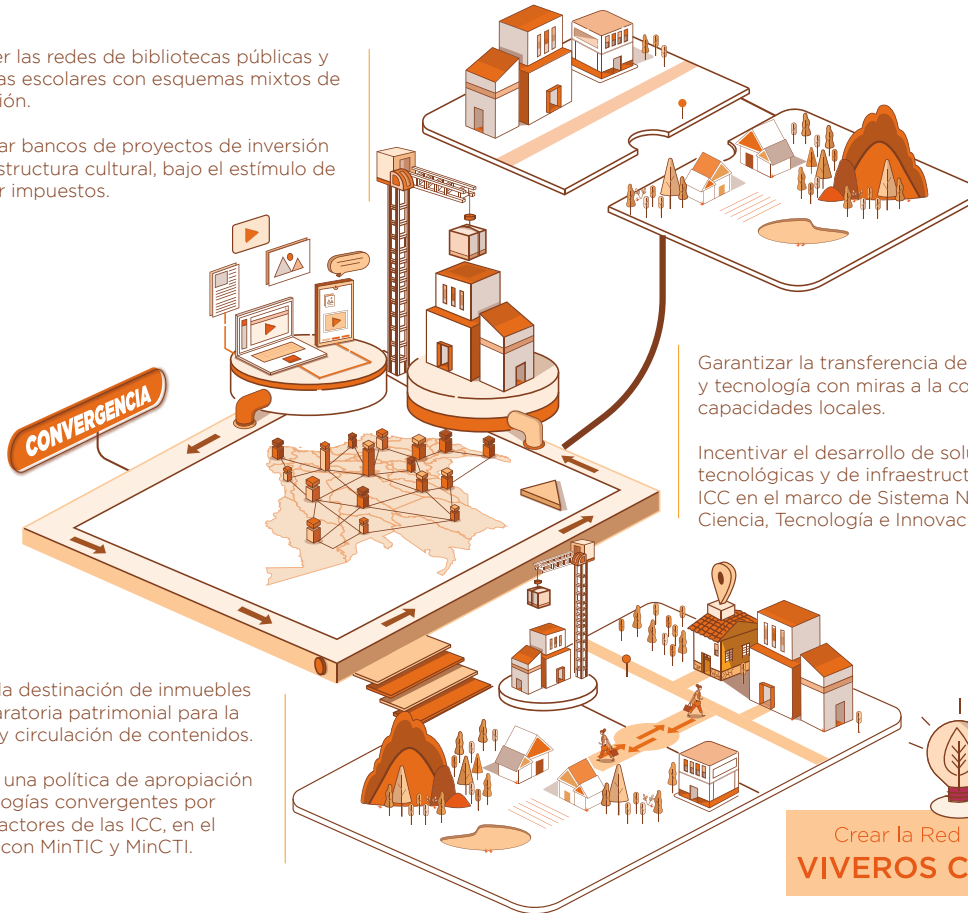 er las redes de bibliotecas públicas y
as escolares con esquemas mixtos de
ión.
ar bancos de proyectos de inversión
structura cultural, bajo el estímulo de
r impuestos.
CONVERGENCIA
Garantizar la transferencia de
y tecnología con miras a la co
capacidades locales.
Incentivar el desarrollo de solu
tecnológicas y de infraestruct
ICC en el marco de Sistema N
Ciencia, Tecnología e Innovac
la destinación de inmuebles
aratoria patrimonial para la
y circulación de contenidos.
una política de apropiación
ogías convergentes por
actores de las ICC, en el
con MinTIC y MinCTI.
Crear la Red
VIVEROS C